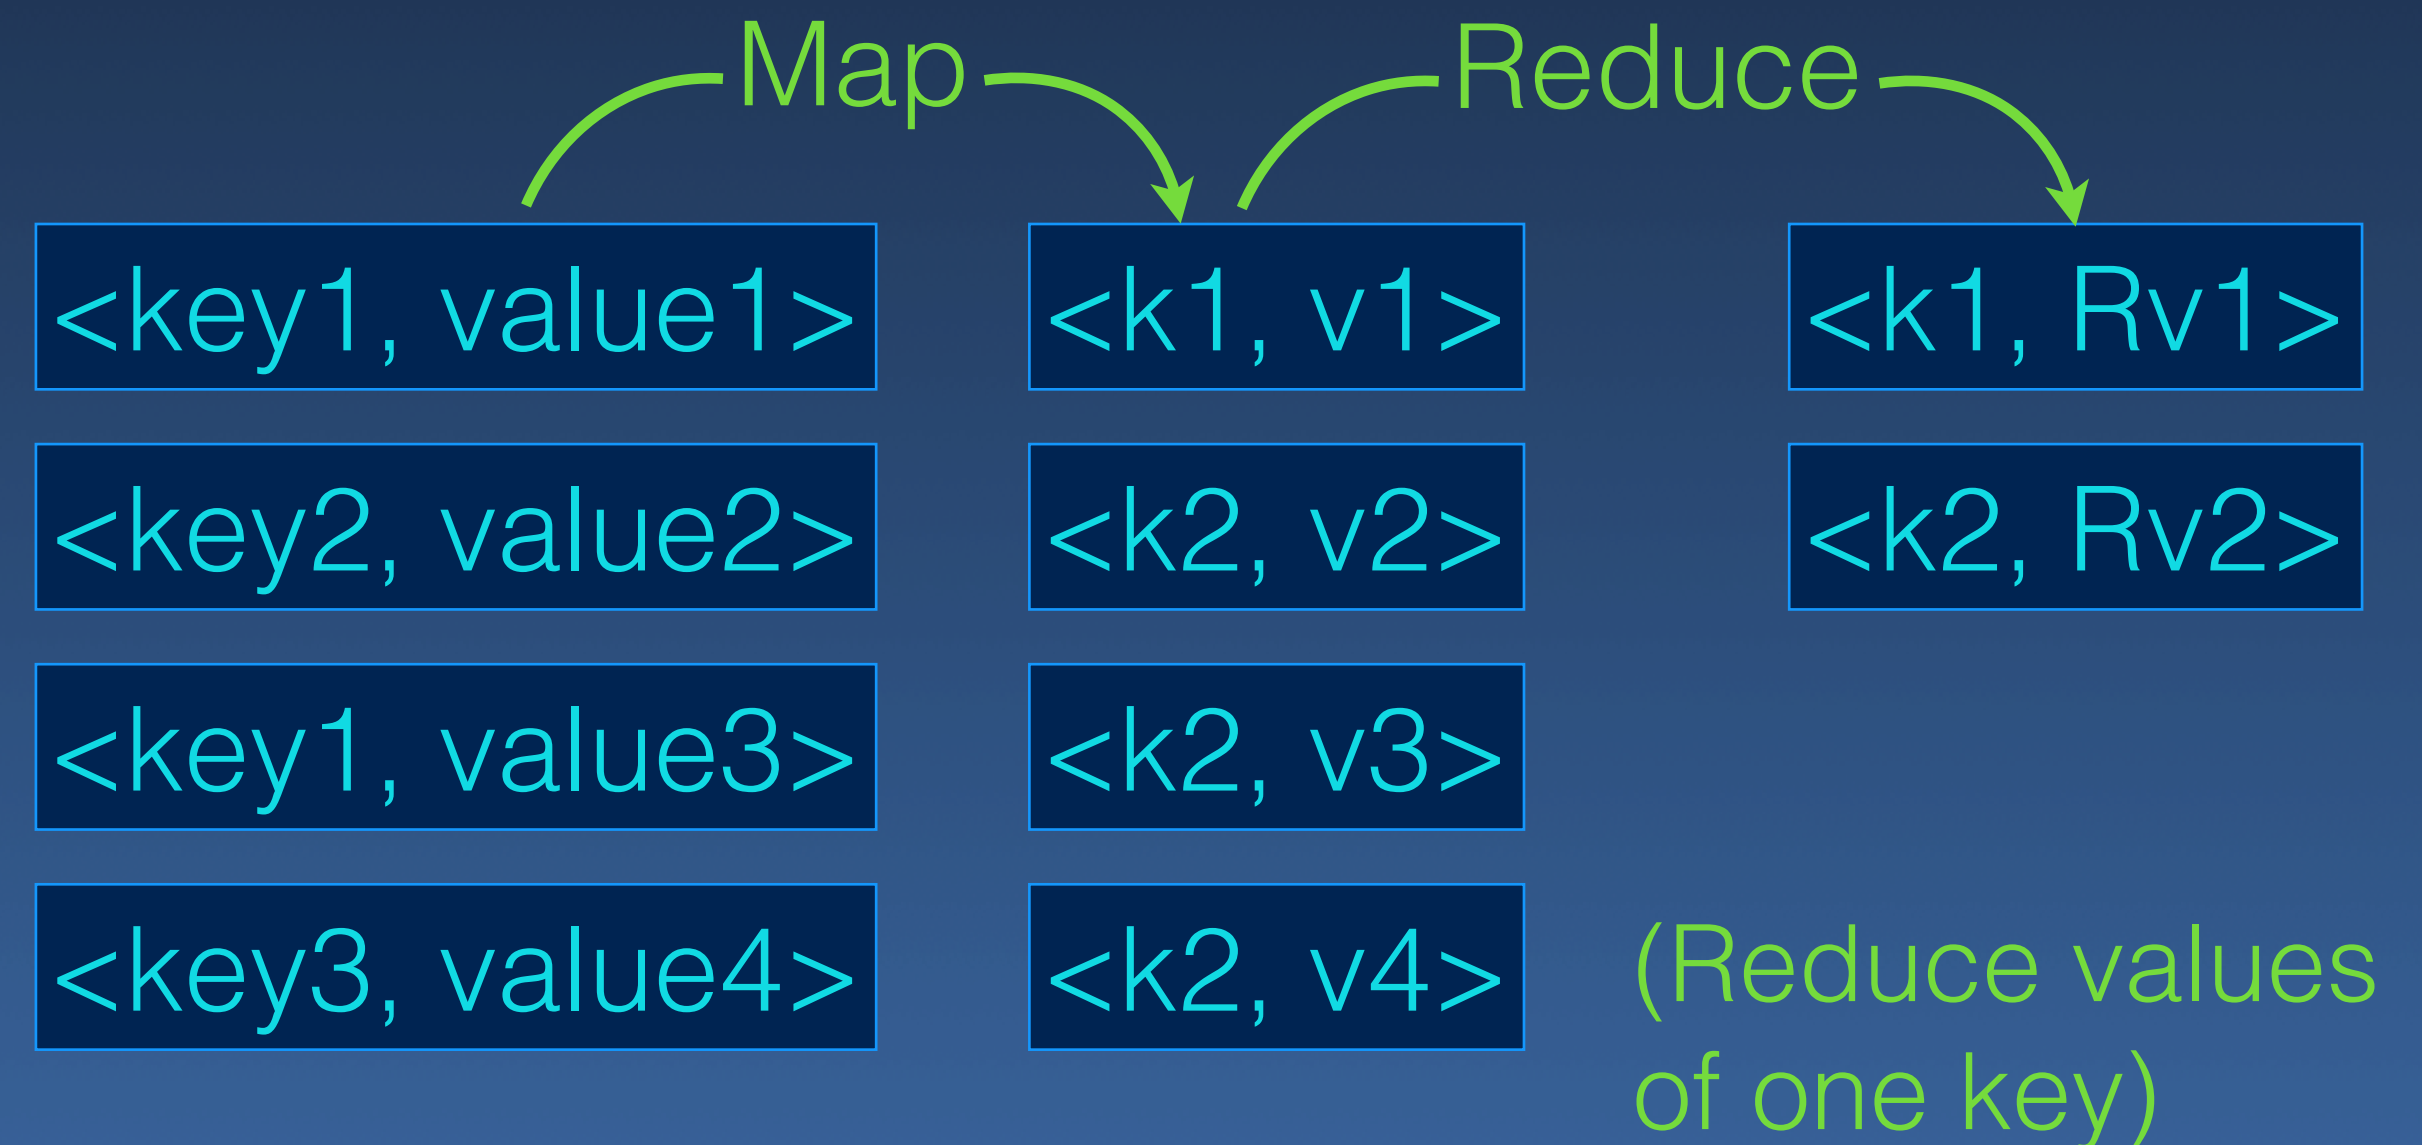 Map Reduce
<key1, value1> <k1, v1> <k1, Rv1>
<key2, value2> <k2, v2> <k2, Rv2>
<key1, value3> <k2, v3>
<key3, value4> <k2, v4>
(Reduce values
of one key)